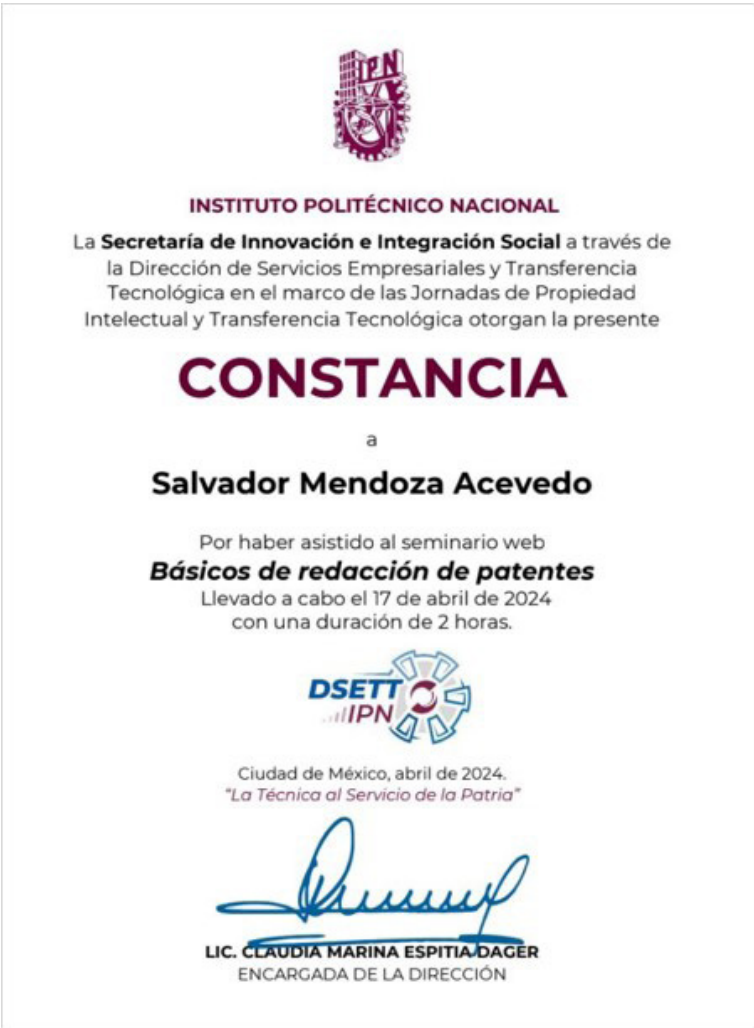 IPN
INSTITUTO POLITÉCNICO NACIONAL
La Secretaría de Innovación e Integración Social a través de
la Dirección de Servicios Empresariales y Transferencia
Tecnológica en el marco de las Jornadas de Propiedad
Intelectual y Transferencia Tecnológica otorgan la presente
CONSTANCIA
a
Salvador Mendoza Acevedo
Por haber asistido al seminario web
Básicos de redacción de patentes
Llevado a cabo el 17 de abril de 2024
con una duración de 2 horas.
DSETT
IPN
Ciudad de México, abril de 2024.
“La Técnica al Servicio de la Patria”
LIC. CLAUDIA MARINA ESPITIA DAGER
ENCARGADA DE LA DIRECCIÓN